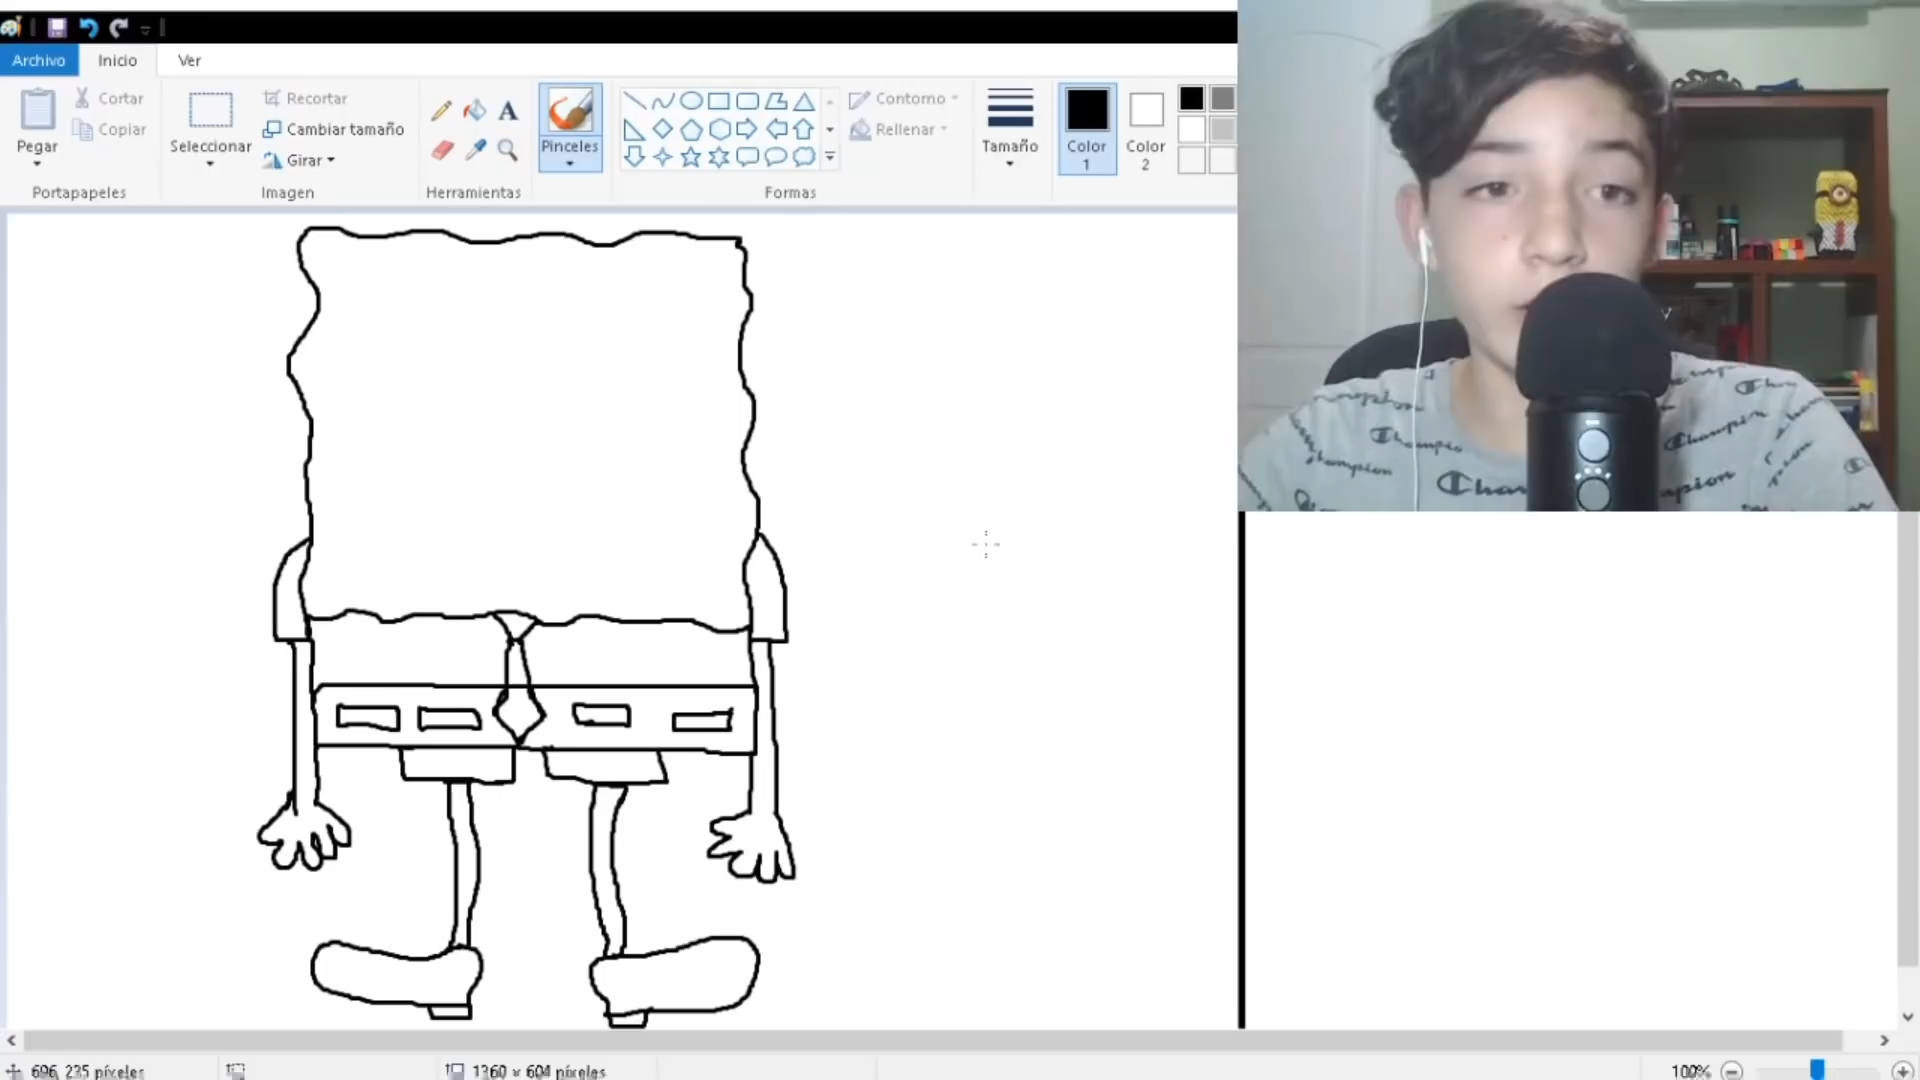 Archivo Inicio Ver
Pegar
Cortar
Copiar
Portapapeles
Seleccionar
Recortar
Cambiar tamaño
Girar
Imagen
A
Herramientas
Pinceles
Formas
Contorno
Rellenar
Tamaño
Color
1
Color
2
Champion
696, 235 píxeles
1360 × 604 píxeles
100%